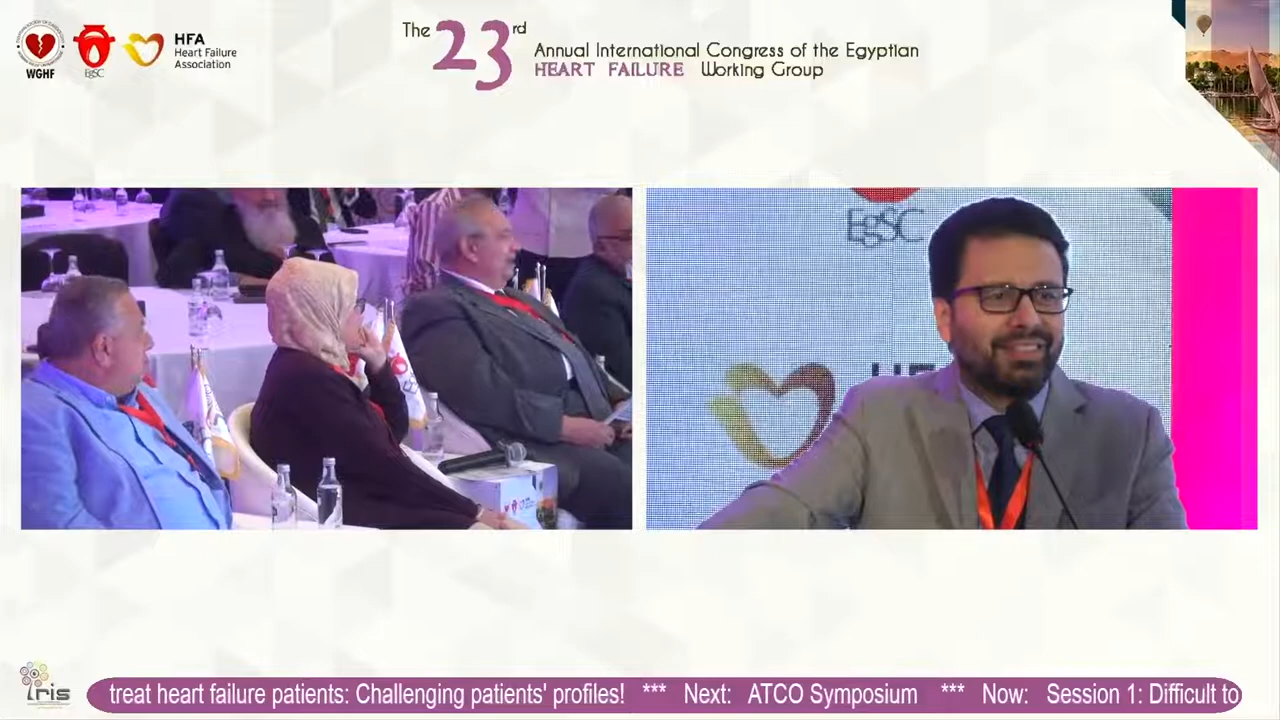 WGHF
EgSC
HFA
Heart Failure
Association
The 23rd
Annual International Congress of the Egyptian
HEART FAILURE Working Group
EgSC
iris
treat heart failure patients: Challenging patients' profiles! *** Next: ATCO Symposium *** Now: Session 1: Difficult to